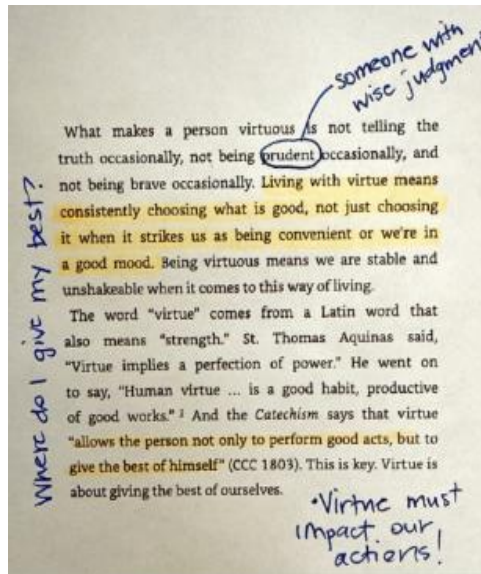 someone with
wise judgment
What makes a person virtuous is not telling the
truth occasionally, not being prudent occasionally, and
not being brave occasionally. Living with virtue means
consistently choosing what is good, not just choosing
it when it strikes us as being convenient or we're in
a good mood. Being virtuous means we are stable and
unshakeable when it comes to this way of living.
The word "virtue" comes from a Latin word that
also means "strength." St. Thomas Aquinas said,
"Virtue implies a perfection of power." He went on
to say, "Human virtue ... is a good habit, productive
of good works." ² And the Catechism says that virtue
"allows the person not only to perform good acts, but to
give the best of himself" (CCC 1803). This is key. Virtue is
about giving the best of ourselves.
Where do I give my best?
•Virtue must
impact our
actions!